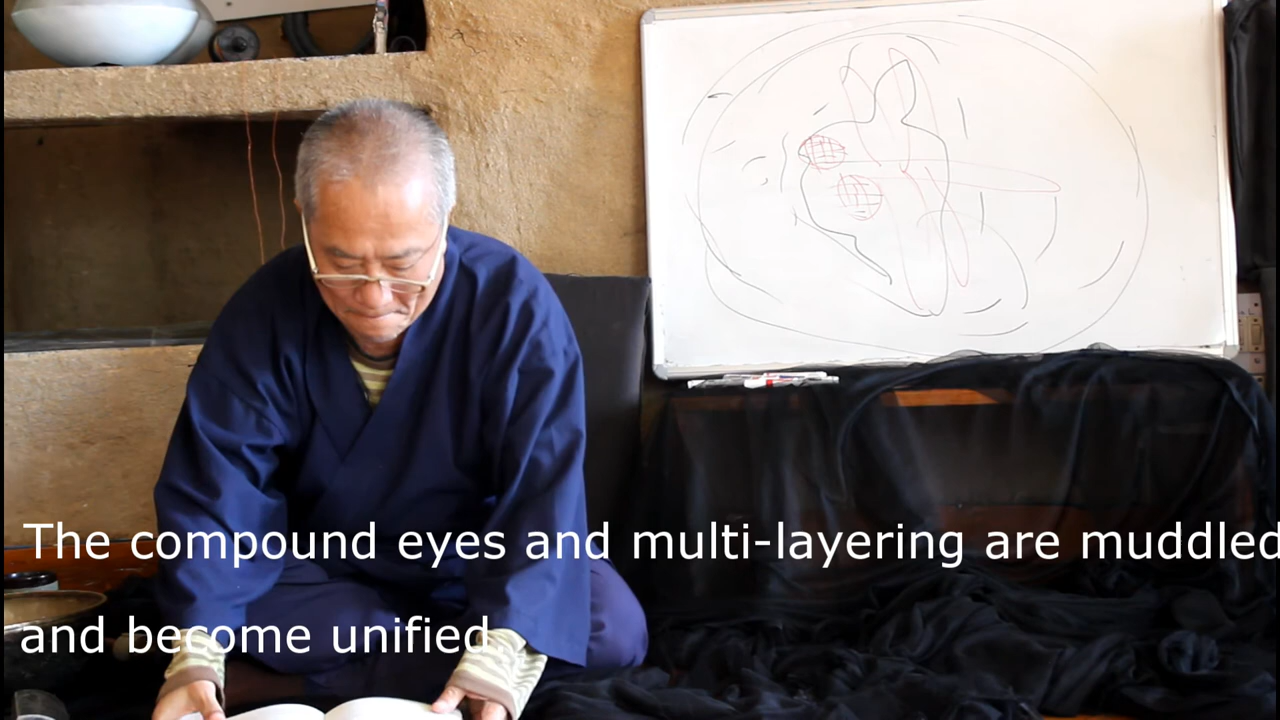 The compound eyes and multi-layering are muddled
and become unified.